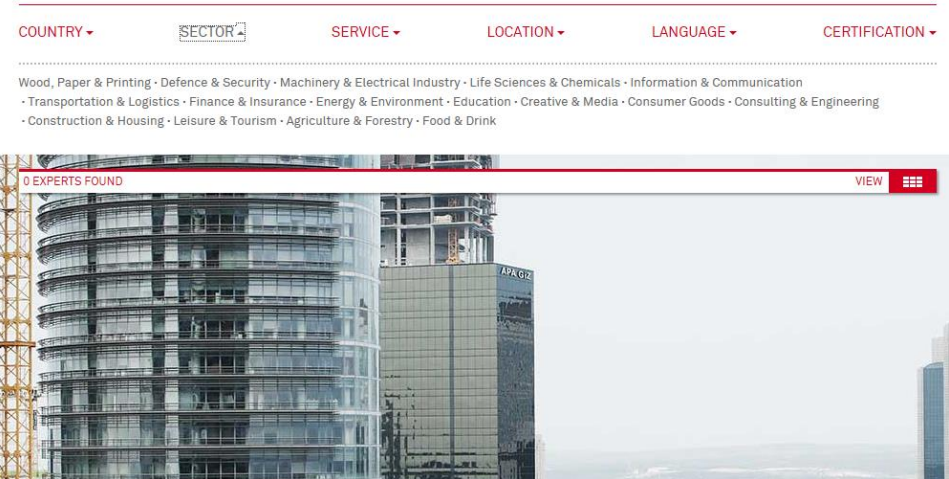 COUNTRY SECTOR SERVICE LOCATION LANGUAGE CERTIFICATION
Wood, Paper & Printing · Defence & Security · Machinery & Electrical Industry · Life Sciences & Chemicals · Information & Communication
· Transportation & Logistics · Finance & Insurance · Energy & Environment · Education · Creative & Media · Consumer Goods · Consulting & Engineering
· Construction & Housing · Leisure & Tourism · Agriculture & Forestry · Food & Drink
0 EXPERTS FOUND VIEW
APA GIZ